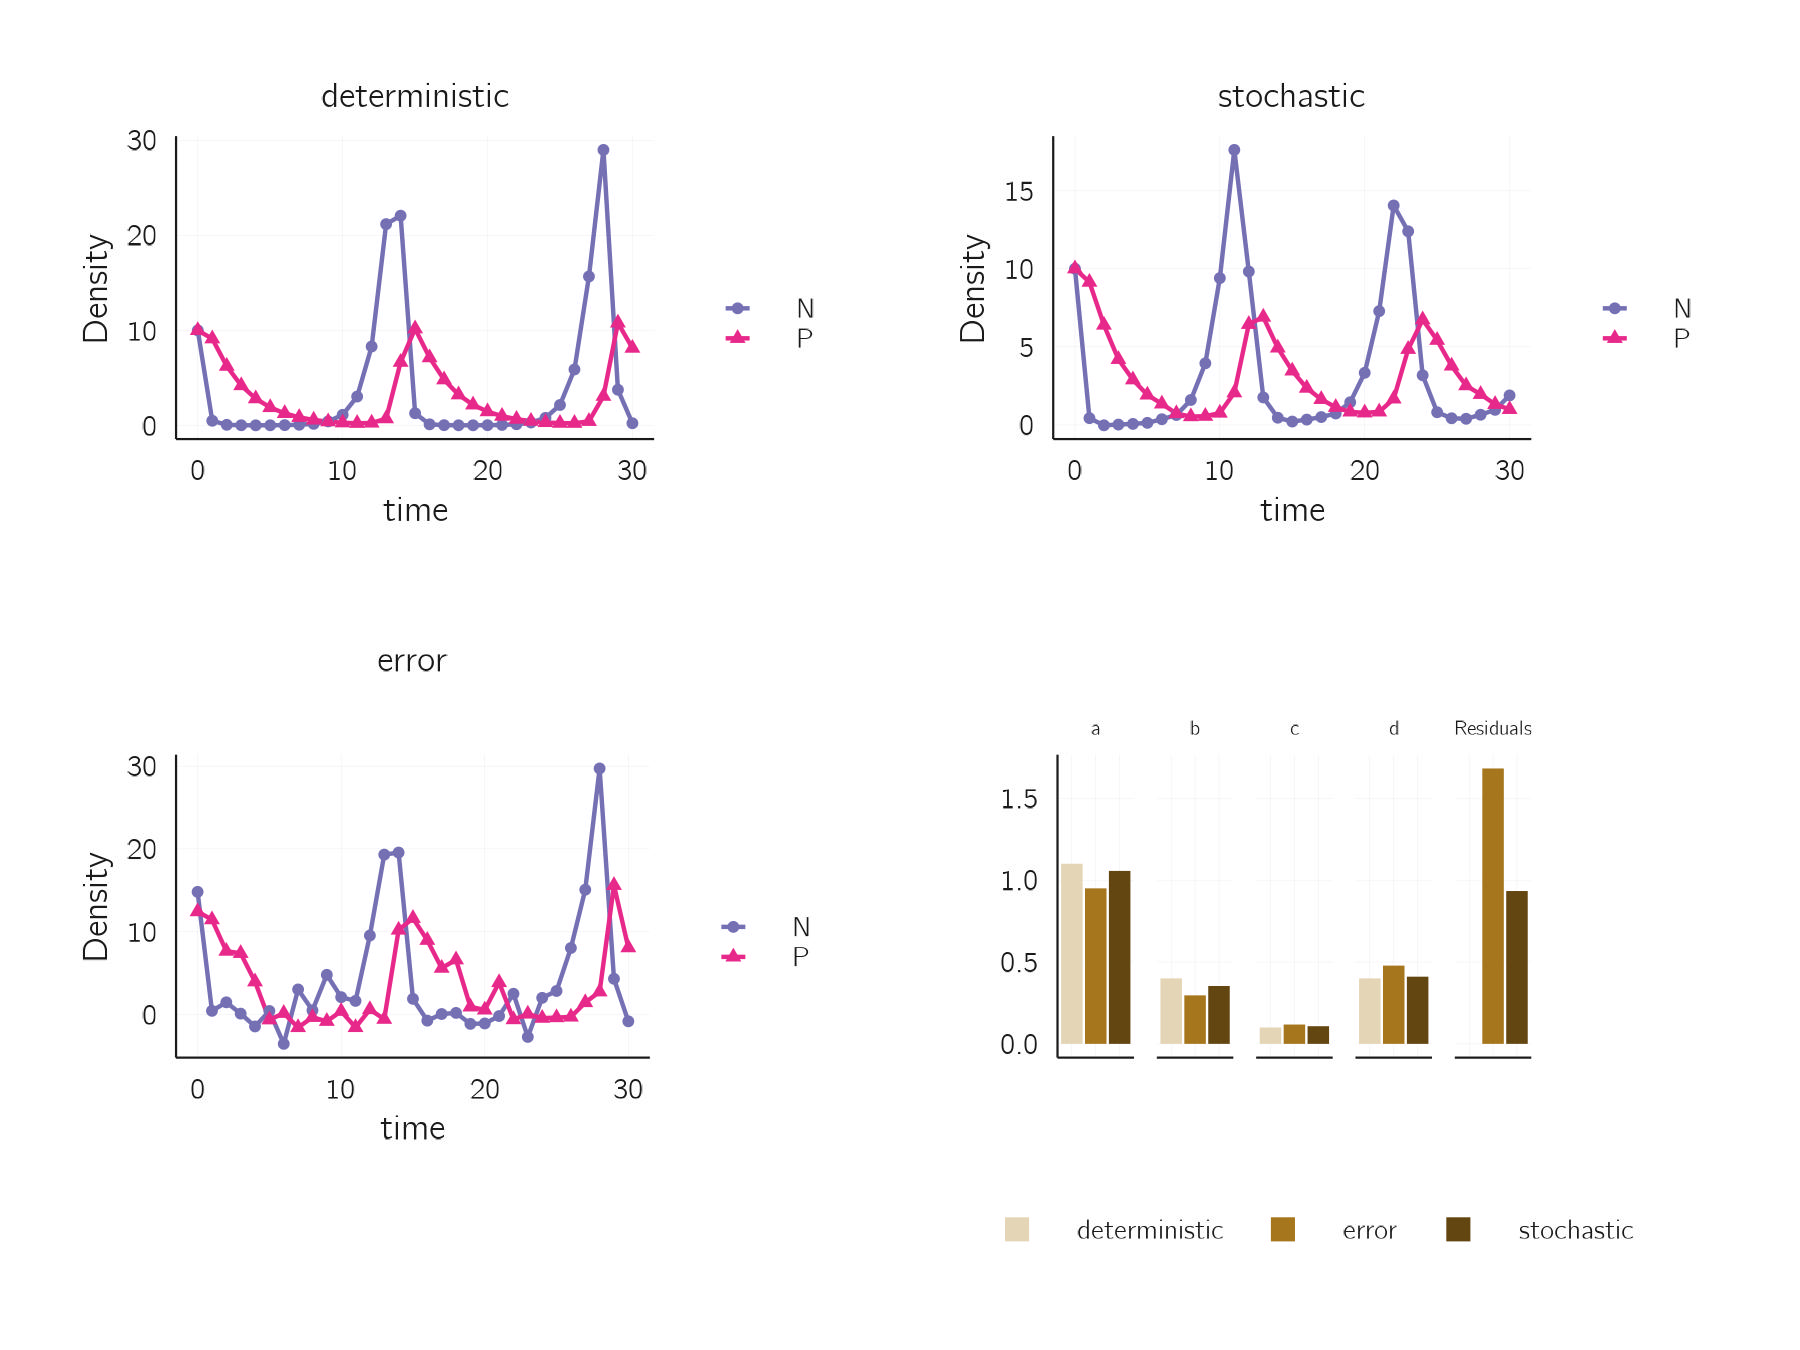 deterministic
30
20
10
0
Density
0 10 20 30
time
N
P
stochastic
15
10
5
0
Density
0 10 20 30
time
N
P
error
30
20
10
0
Density
0 10 20 30
time
N
P
a b c d Residuals
1.5
1.0
0.5
0.0
deterministic error stochastic